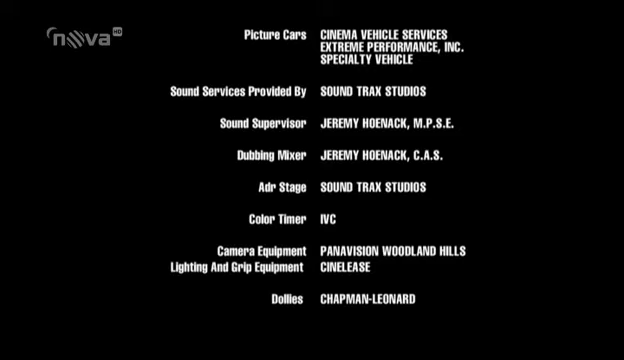 nova HD
Picture Cars CINEMA VEHICLE SERVICES
EXTREME PERFORMANCE, INC.
SPECIALTY VEHICLE
Sound Services Provided By SOUND TRAX STUDIOS
Sound Supervisor JEREMY HOENACK, M.P.S.E.
Dubbing Mixer JEREMY HOENACK, C.A.S.
Adr Stage SOUND TRAX STUDIOS
Color Timer IVC
Camera Equipment PANAVISION WOODLAND HILLS
Lighting And Grip Equipment CINELEASE
Dollies CHAPMAN-LEONARD